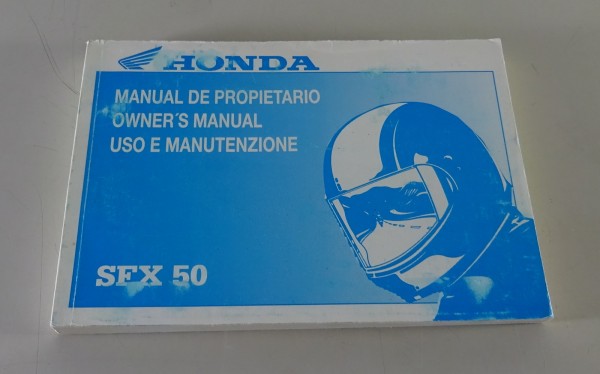 HONDA
MANUAL DE PROPIETARIO
OWNER'S MANUAL
USO E MANUTENZIONE
SFX 50